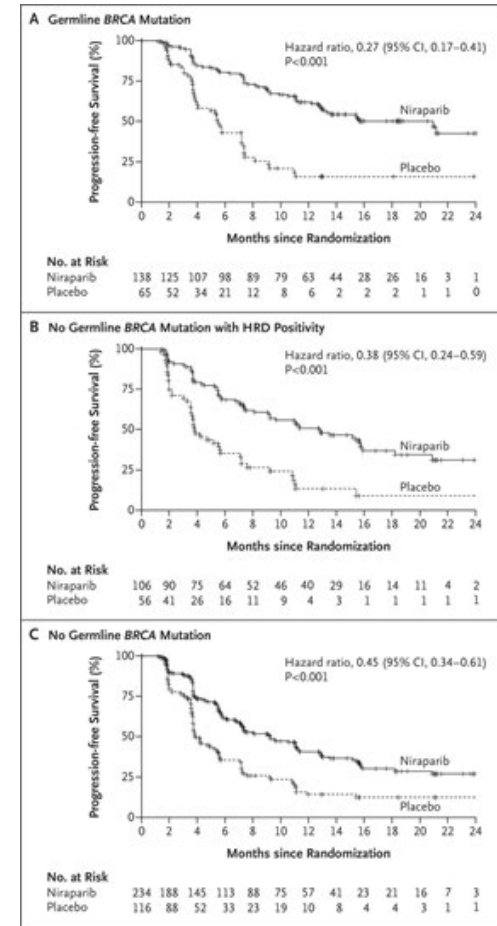 A Germline BRCA Mutation
Progression-free Survival (%)
100
75
50
25
0
Hazard ratio, 0.27 (95% CI, 0.17–0.41)
P<0.001
Niraparib
Placebo
0 2 4 6 8 10 12 14 16 18 20 22 24
Months since Randomization
No. at Risk
Niraparib 138 125 107 98 89 79 63 44 28 26 16 3 1
Placebo 65 52 34 21 12 8 6 2 2 2 1 1 0
B No Germline BRCA Mutation with HRD Positivity
Progression-free Survival (%)
100
75
50
25
0
Hazard ratio, 0.38 (95% CI, 0.24–0.59)
P<0.001
Niraparib
Placebo
0 2 4 6 8 10 12 14 16 18 20 22 24
Months since Randomization
No. at Risk
Niraparib 106 90 75 64 52 46 40 29 16 14 11 4 2
Placebo 56 41 26 16 11 9 4 3 1 1 1 1 1
C No Germline BRCA Mutation
Progression-free Survival (%)
100
75
50
25
0
Hazard ratio, 0.45 (95% CI, 0.34–0.61)
P<0.001
Niraparib
Placebo
0 2 4 6 8 10 12 14 16 18 20 22 24
Months since Randomization
No. at Risk
Niraparib 234 188 145 113 88 75 57 41 23 21 16 7 3
Placebo 116 88 52 33 23 19 10 8 4 4 3 1 1